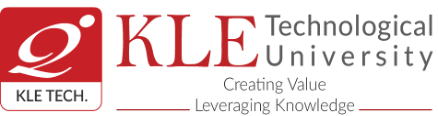 KLE TECH.
KLE Technological
University
Creating Value
Leveraging Knowledge